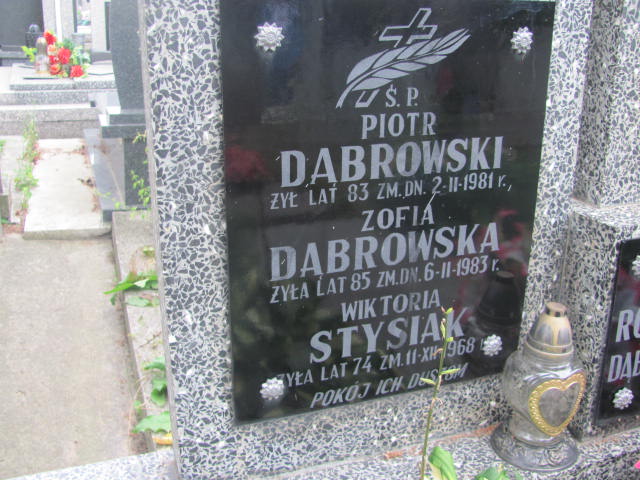 Ś.P.
PIOTR
DĄBROWSKI
ŻYŁ LAT 83 ZM. DN. 2-II-1981 r.
ZOFIA
DĄBROWSKA
ŻYŁA LAT 85 ZM. DN. 6-II-1983 r.
WIKTORIA
STYSIAK
ŻYŁA LAT 74 ZM. 11-XII-1968 r.
POKÓJ ICH DUSZOM